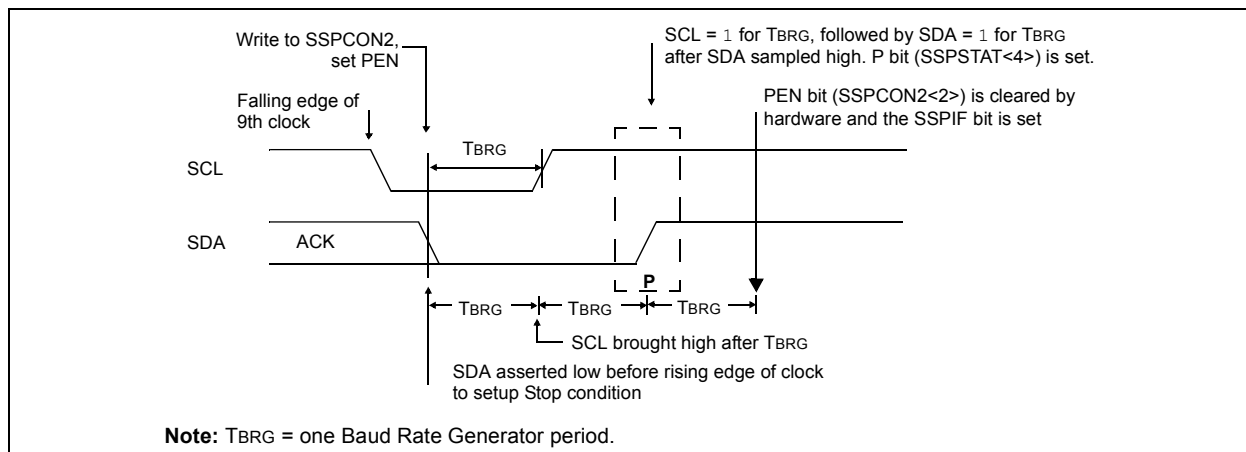 Write to SSPCON2,
set PEN
SCL = 1 for TBRG, followed by SDA = 1 for TBRG
after SDA sampled high. P bit (SSPSTAT<4>) is set.
Falling edge of
9th clock
PEN bit (SSPCON2<2>) is cleared by
hardware and the SSPIF bit is set
TBRG
SCL
SDA
ACK
P
TBRG
TBRG
TBRG
SCL brought high after TBRG
SDA asserted low before rising edge of clock
to setup Stop condition
Note: TBRG = one Baud Rate Generator period.